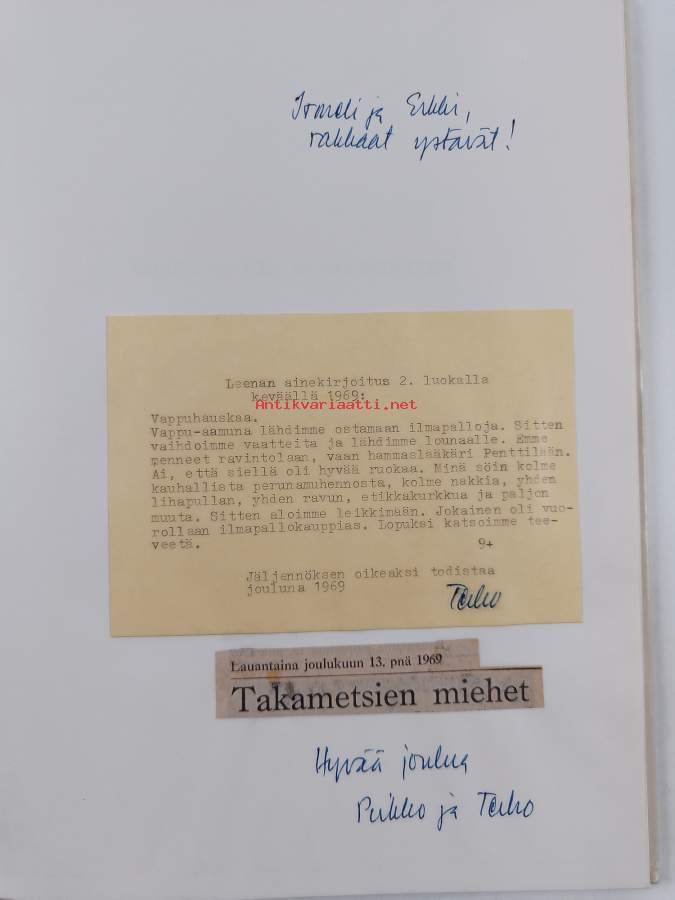 Irmeli ja Erkki,
rakkaat ystävät!
Leenan ainekirjoitus 2. luokalla
keväällä 1969:
Antikvariaatti.net
Vappuhauskaa.
Vappu-aamuna lähdimme ostamaan ilmapalloja. Sitten
vaihdoimme vaatteita ja lähdimme lounaalle. Emme
menneet ravintolaan, vaan hammaslääkäri Penttilään.
Ai, että siellä oli hyvää ruokaa. Minä söin kolme
kauhallista perunamuhennosta, kolme nakkia, yhden
lihapullan, yhden ravun, etikkakurkkua ja paljon
muuta. Sitten aloimme leikkimään. Jokainen oli vuo-
rollaan ilmapallokauppias. Lopuksi katsoimme tee-
veetä. 9+
Jäljennöksen oikeaksi todistaa
jouluna 1969
Terho
Lauantaina joulukuun 13. pnä 1969
Takametsien miehet
Hyvää joulua
Pirkko ja Terho